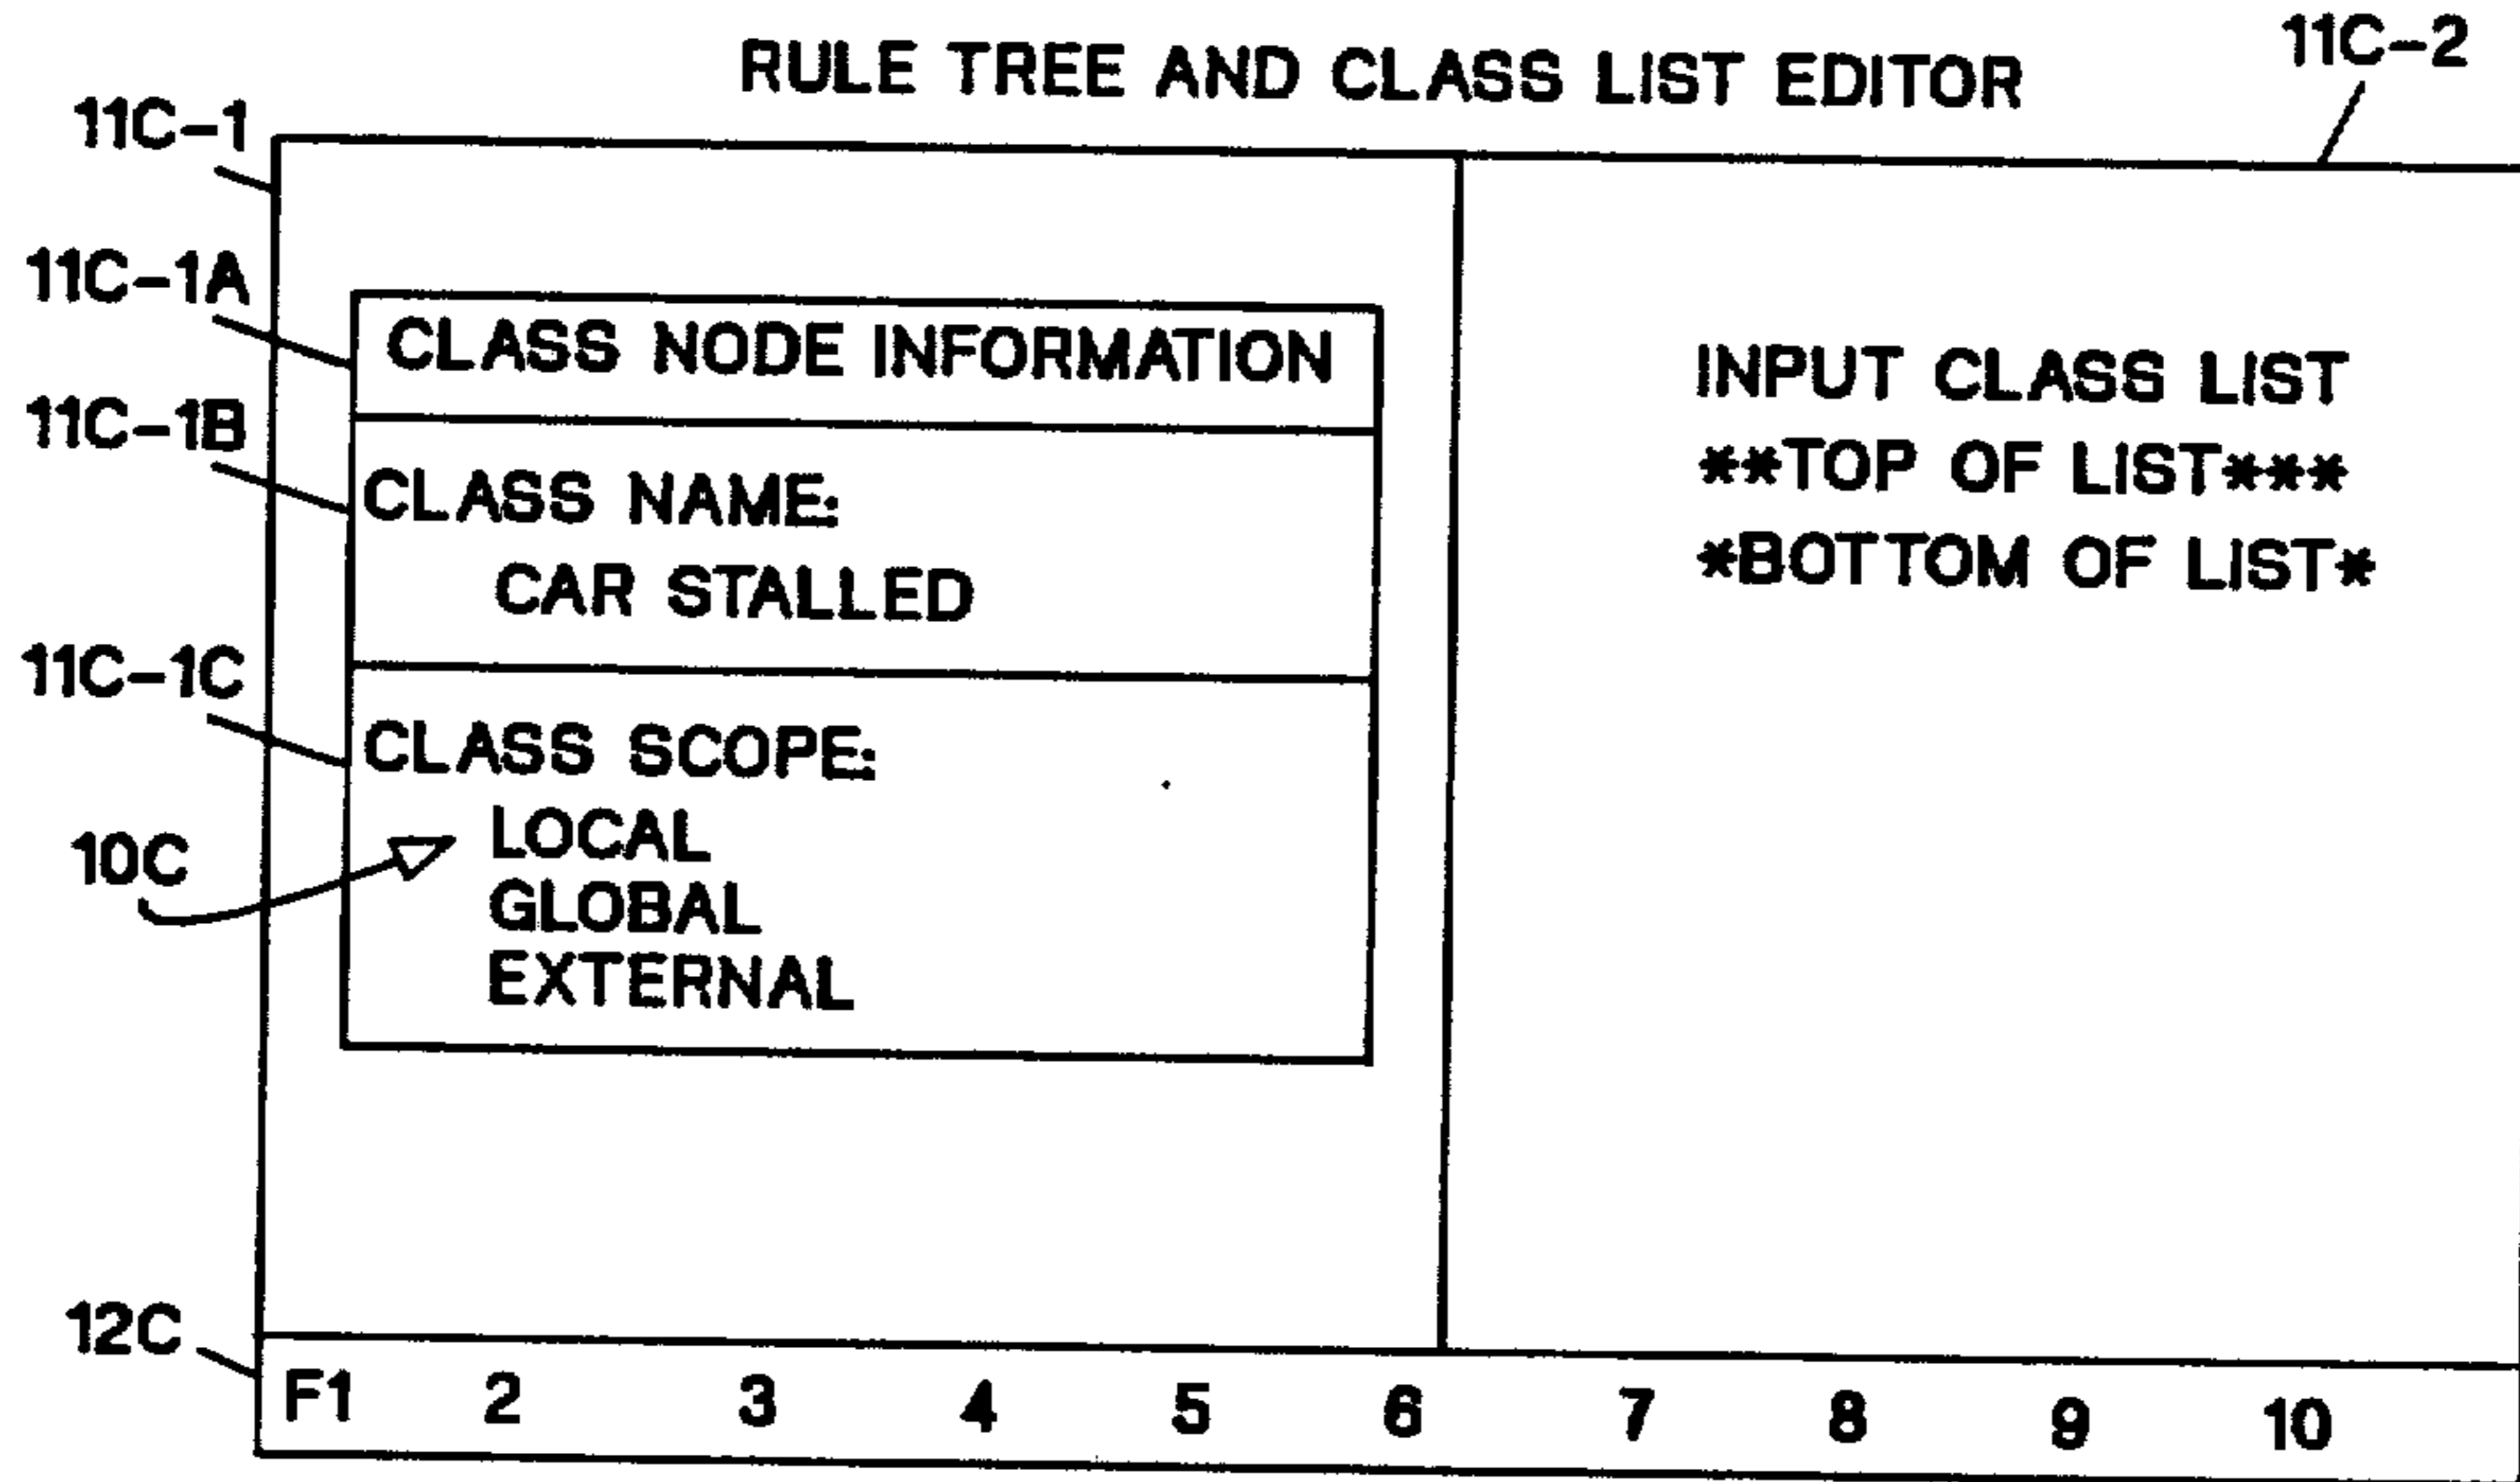 RULE TREE AND CLASS LIST EDITOR
11C-2
11C-1
11C-1A
CLASS NODE INFORMATION
11C-1B
CLASS NAME:
CAR STALLED
11C-1C
CLASS SCOPE:
10C
LOCAL
GLOBAL
EXTERNAL
INPUT CLASS LIST
**TOP OF LIST***
*BOTTOM OF LIST*
12C
F1 2 3 4 5 6 7 8 9 10